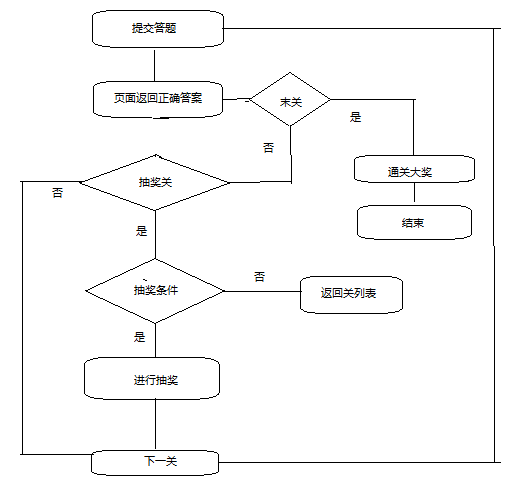 提交答题
页面返回正确答案
末关
是
否
通关大奖
抽奖关
否
结束
是
否
抽奖条件
返回关列表
是
进行抽奖
下一关